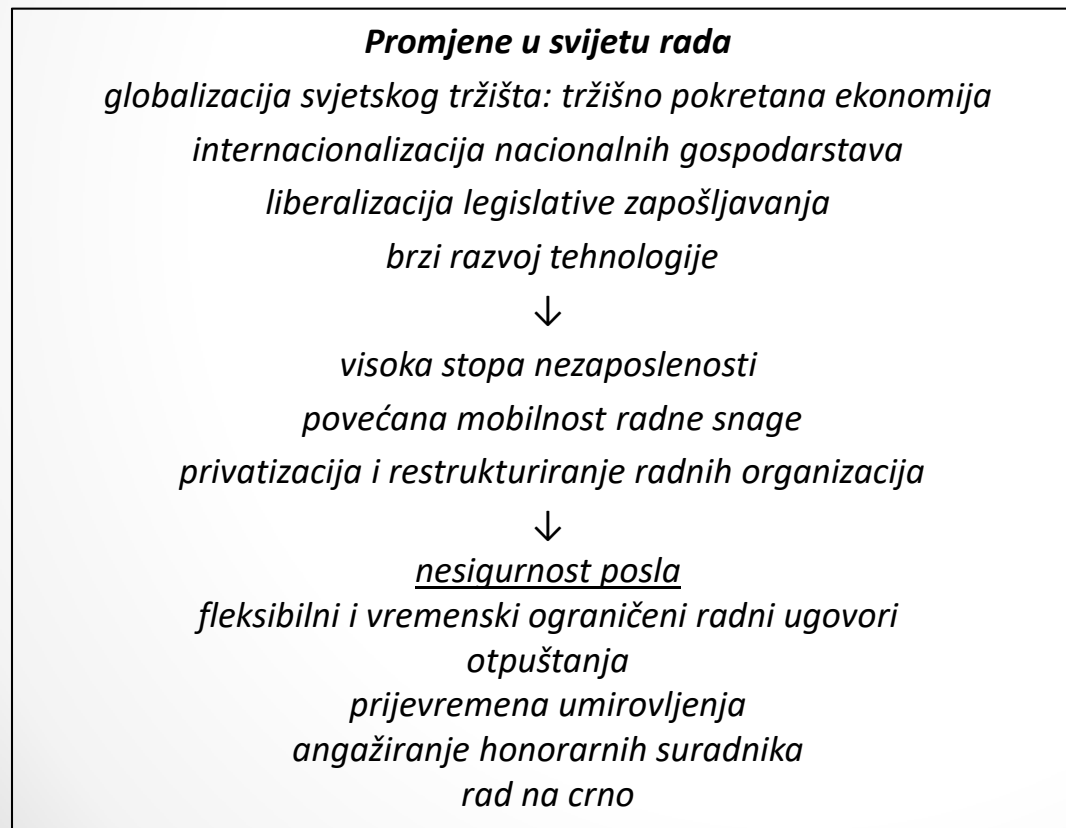 Promjene u svijetu rada
globalizacija svjetskog tržišta: tržišno pokretana ekonomija
internacionalizacija nacionalnih gospodarstava
liberalizacija legislative zapošljavanja
brzi razvoj tehnologije
↓
visoka stopa nezaposlenosti
povećana mobilnost radne snage
privatizacija i restrukturiranje radnih organizacija
↓
nesigurnost posla
fleksibilni i vremenski ograničeni radni ugovori
otpuštanja
prijevremena umirovljenja
angažiranje honorarnih suradnika
rad na crno